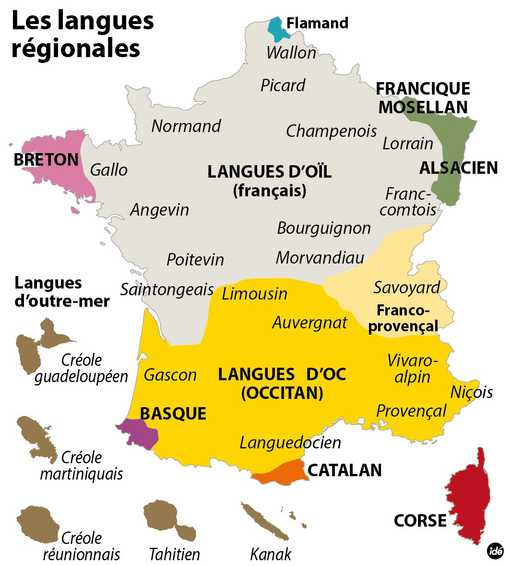 Les langues
régionales
Flamand
Wallon
Picard
FRANCIQUE
MOSELLAN
Normand
Champenois
Lorrain
BRETON
Gallo
LANGUES D'OÏL
(français)
ALSACIEN
Franc-
comtois
Angevin
Bourguignon
Poitevin
Morvandiau
Langues
d'outre-mer
Saintongeais
Limousin
Savoyard
Franco-
provençal
Auvergnat
Créole
guadeloupéen
Gascon
LANGUES D'OC
(OCCITAN)
Vivaro-
alpin
Niçois
BASQUE
Provençal
Languedocien
Créole
martiniquais
CATALAN
CORSE
Créole
réunionnais
Tahitien
Kanak
idé